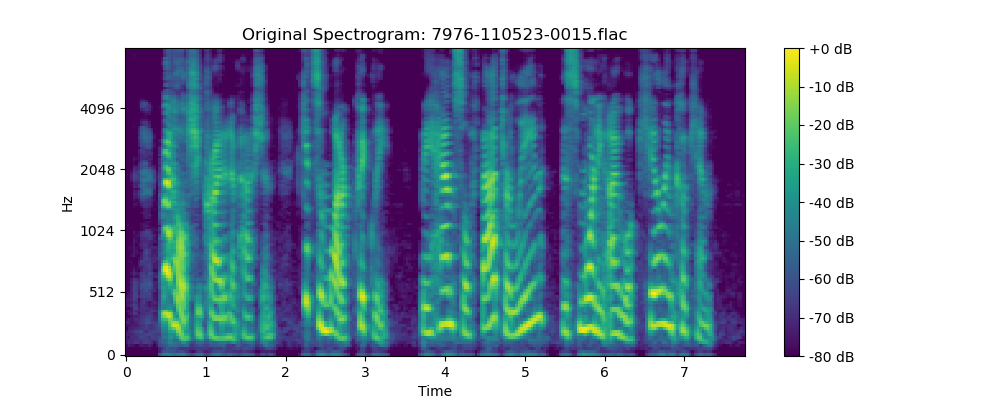 Original Spectrogram: 7976-110523-0015.flac
Hz
4096
2048
1024
512
0
0 1 2 3 4 5 6 7
Time
+0 dB
-10 dB
-20 dB
-30 dB
-40 dB
-50 dB
-60 dB
-70 dB
-80 dB